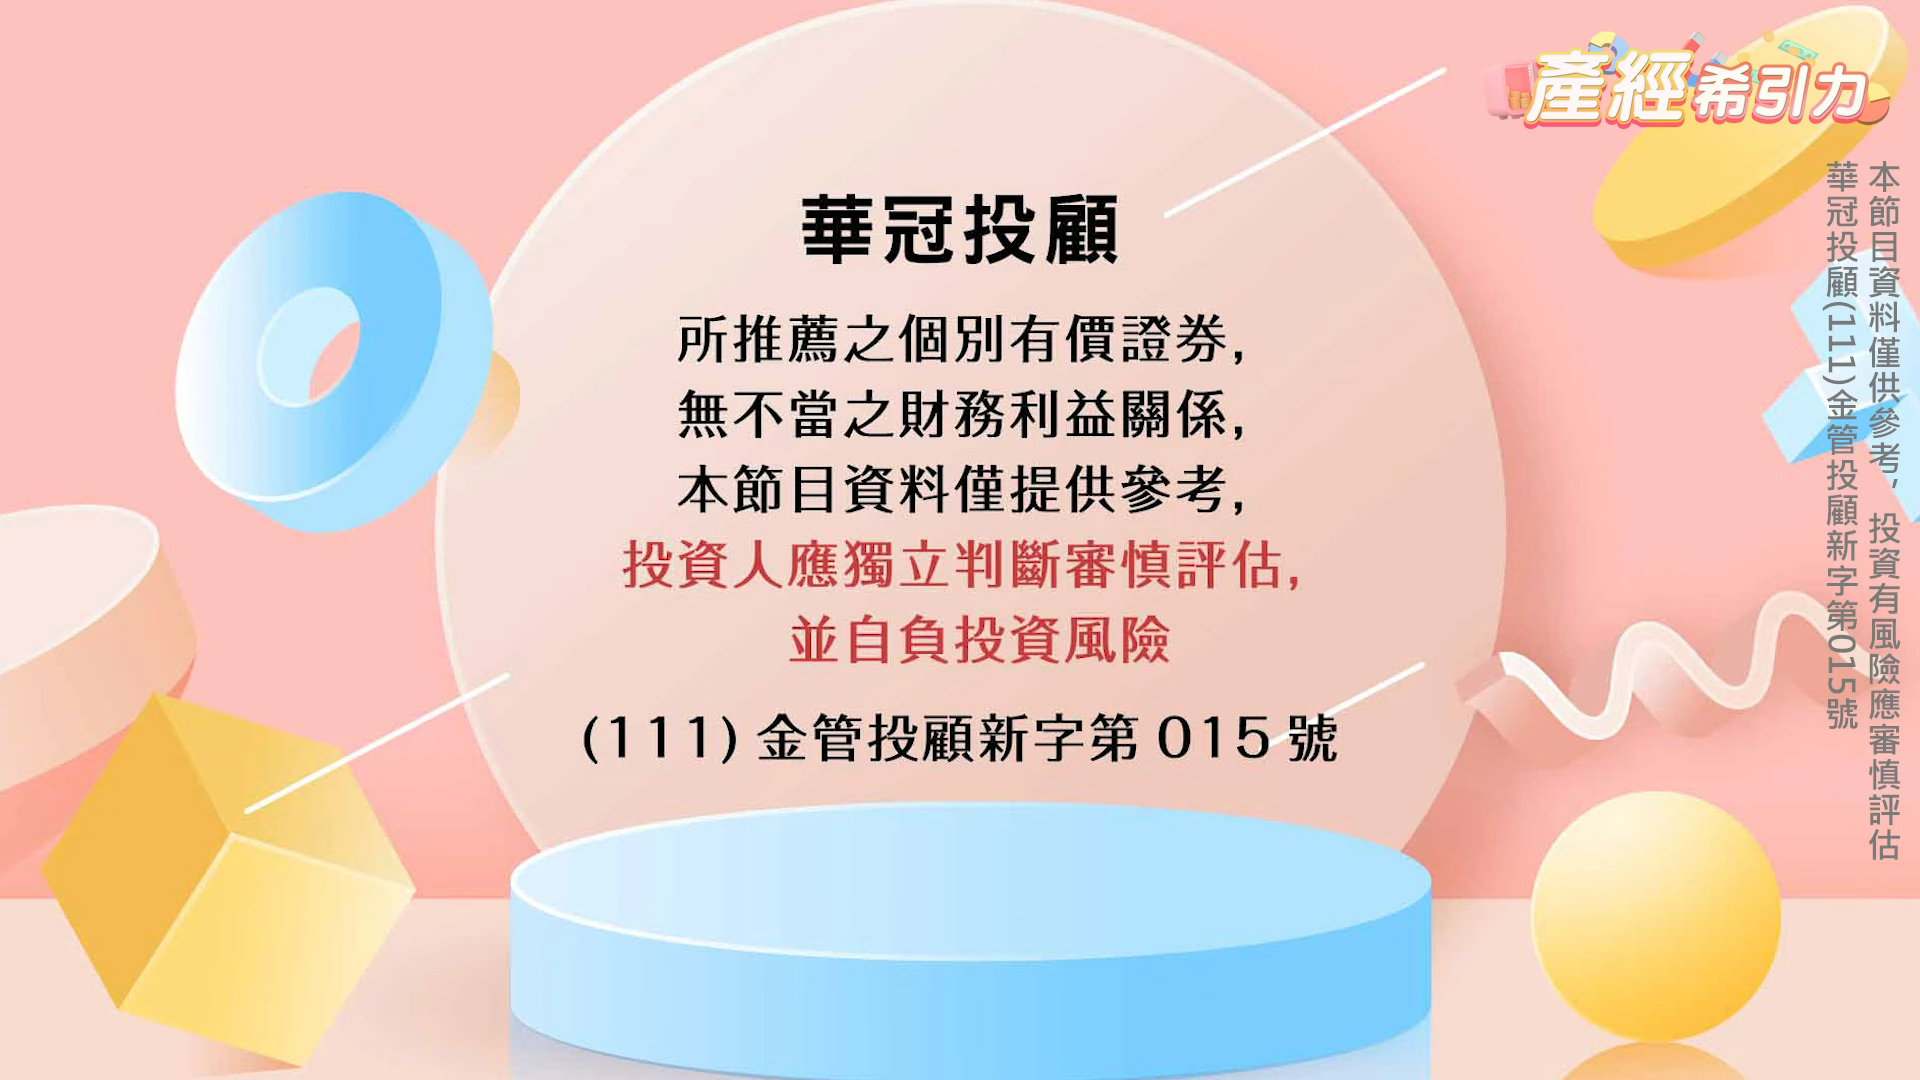 產經希引力
華冠投顧
所推薦之個別有價證券,
無不當之財務利益關係,
本節目資料僅提供參考,
投資人應獨立判斷審慎評估,
並自負投資風險
(111)金管投顧新字第015號
本節目資料僅供參考，投資有風險應審慎評估
華冠投顧(111)金管投顧新字第015號